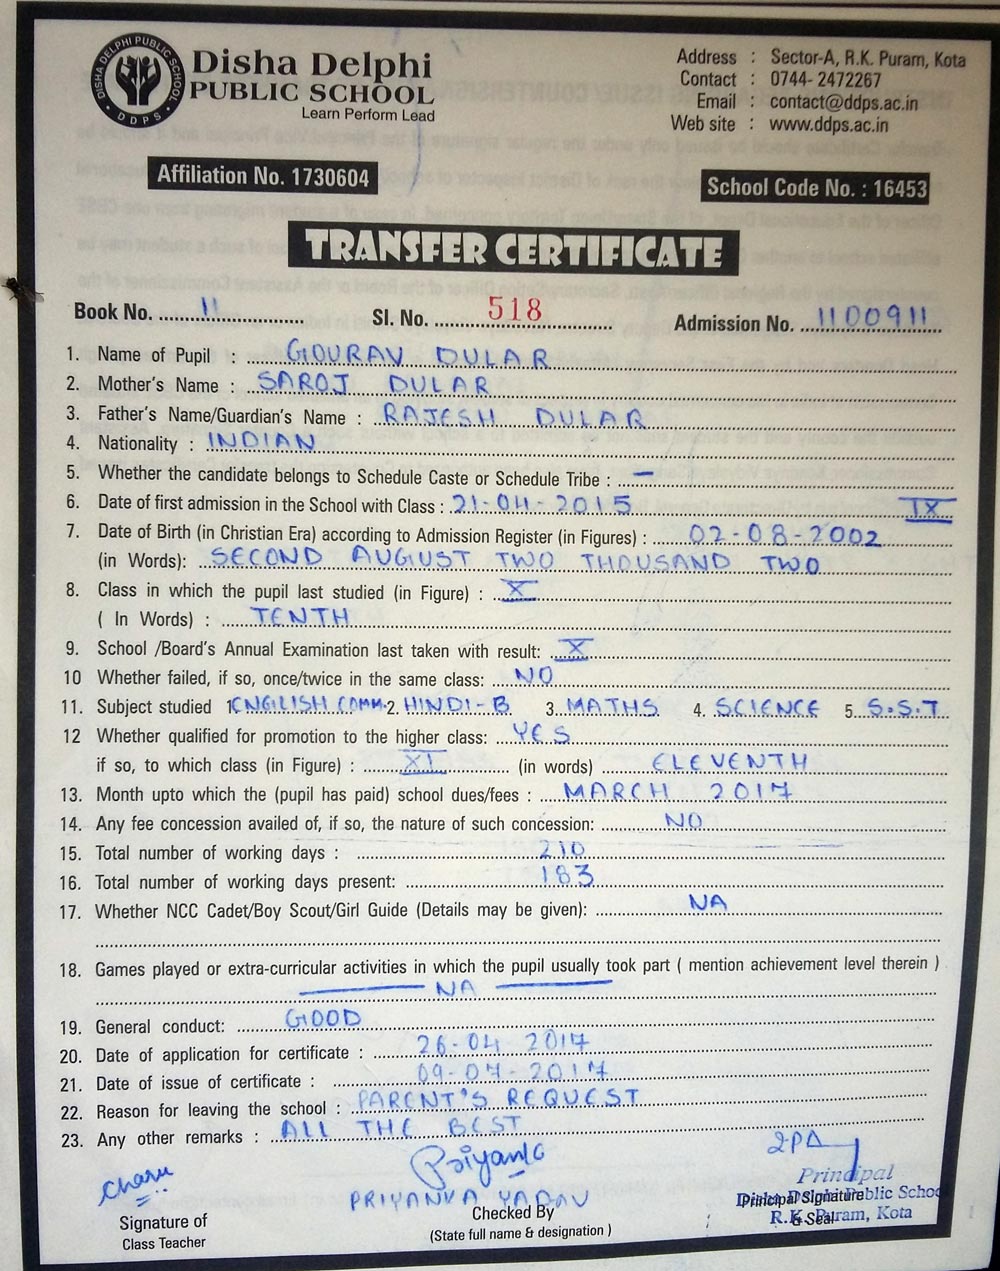 DISHA DELPHI PUBLIC SCHOOL
DDPS
Disha Delphi
PUBLIC SCHOOL
Learn Perform Lead
Address : Sector-A, R.K. Puram, Kota
Contact : 0744- 2472267
Email : contact@ddps.ac.in
Web site : www.ddps.ac.in
Affiliation No. 1730604
School Code No. : 16453
TRANSFER CERTIFICATE
Book No. 11 Sl. No. 518 Admission No. 1100911
1. Name of Pupil : GOURAV DULAR
2. Mother's Name : SAROJ DULAR
3. Father's Name/Guardian's Name : RAJESH DULAR
4. Nationality : INDIAN
5. Whether the candidate belongs to Schedule Caste or Schedule Tribe : –
6. Date of first admission in the School with Class : 21-04-2015 IX
7. Date of Birth (in Christian Era) according to Admission Register (in Figures) : 02-08-2002
(in Words): SECOND AUGUST TWO THOUSAND TWO
8. Class in which the pupil last studied (in Figure) : X
( In Words) : TENTH
9. School /Board's Annual Examination last taken with result: X
10 Whether failed, if so, once/twice in the same class: NO
11. Subject studied 1. ENGLISH COMM. 2. HINDI-B 3. MATHS 4. SCIENCE 5. S.S.T
12 Whether qualified for promotion to the higher class: YES
if so, to which class (in Figure) : XI (in words) ELEVENTH
13. Month upto which the (pupil has paid) school dues/fees : MARCH 2017
14. Any fee concession availed of, if so, the nature of such concession: NO
15. Total number of working days : 210
16. Total number of working days present: 183
17. Whether NCC Cadet/Boy Scout/Girl Guide (Details may be given): NA
18. Games played or extra-curricular activities in which the pupil usually took part ( mention achievement level therein )
NA
19. General conduct: GOOD
20. Date of application for certificate : 26-04 2017
21. Date of issue of certificate : 09-07-2017
22. Reason for leaving the school : PARENT'S REQUEST
23. Any other remarks : ALL THE BEST
Charu
Priyanka
PRIYANKA YADAV
Principal
Principal Signature
& Seal
Public School
R.K. Puram, Kota
Signature of
Class Teacher
Checked By
(State full name & designation )